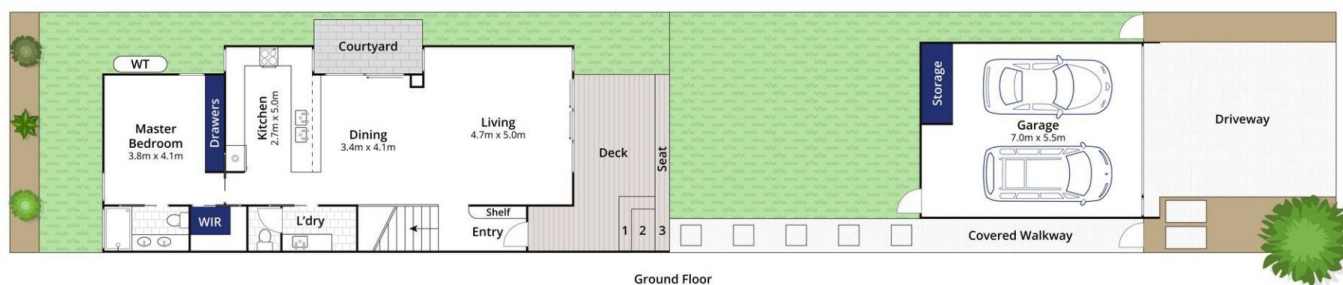 WT
Courtyard
Master
Bedroom
3.8m x 4.1m
Drawers
Kitchen
2.7m x 5.0m
Dining
3.4m x 4.1m
Living
4.7m x 5.0m
Deck
Seat
Storage
Garage
7.0m x 5.5m
Driveway
WIR
L'dry
Shelf
Entry
1 2 3
Covered Walkway
Ground Floor